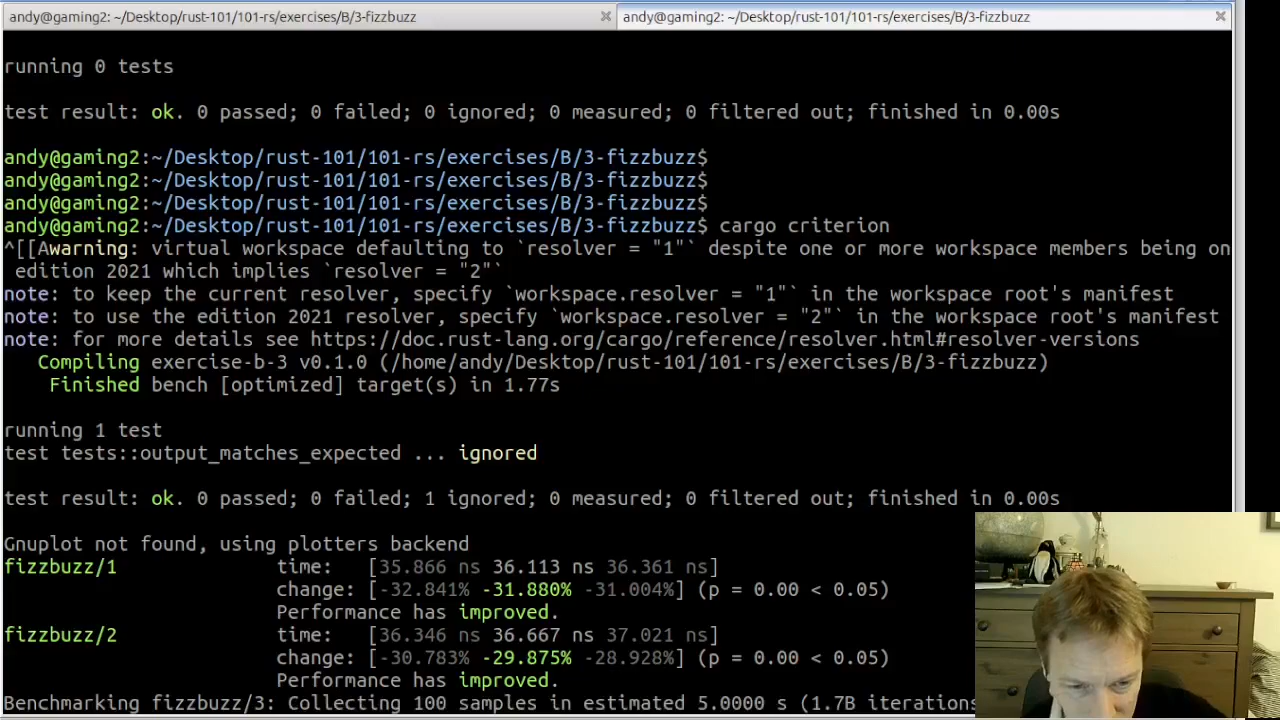 andy@gaming2: ~/Desktop/rust-101/101-rs/exercises/B/3-fizzbuzz
andy@gaming2: ~/Desktop/rust-101/101-rs/exercises/B/3-fizzbuzz
running 0 tests
test result: ok. 0 passed; 0 failed; 0 ignored; 0 measured; 0 filtered out; finished in 0.00s
andy@gaming2:~/Desktop/rust-101/101-rs/exercises/B/3-fizzbuzz$
andy@gaming2:~/Desktop/rust-101/101-rs/exercises/B/3-fizzbuzz$
andy@gaming2:~/Desktop/rust-101/101-rs/exercises/B/3-fizzbuzz$
andy@gaming2:~/Desktop/rust-101/101-rs/exercises/B/3-fizzbuzz$ cargo criterion
^[[Awarning: virtual workspace defaulting to `resolver = "1"` despite one or more workspace members being on
edition 2021 which implies `resolver = "2"`
note: to keep the current resolver, specify `workspace.resolver = "1"` in the workspace root's manifest
note: to use the edition 2021 resolver, specify `workspace.resolver = "2"` in the workspace root's manifest
note: for more details see https://doc.rust-lang.org/cargo/reference/resolver.html#resolver-versions
Compiling exercise-b-3 v0.1.0 (/home/andy/Desktop/rust-101/101-rs/exercises/B/3-fizzbuzz)
Finished bench [optimized] target(s) in 1.77s
running 1 test
test tests::output_matches_expected ... ignored
test result: ok. 0 passed; 0 failed; 1 ignored; 0 measured; 0 filtered out; finished in 0.00s
Gnuplot not found, using plotters backend
fizzbuzz/1 time: [35.866 ns 36.113 ns 36.361 ns]
change: [-32.841% -31.880% -31.004%] (p = 0.00 < 0.05)
Performance has improved.
fizzbuzz/2 time: [36.346 ns 36.667 ns 37.021 ns]
change: [-30.783% -29.875% -28.928%] (p = 0.00 < 0.05)
Performance has improved.
Benchmarking fizzbuzz/3: Collecting 100 samples in estimated 5.0000 s (1.7B iterations